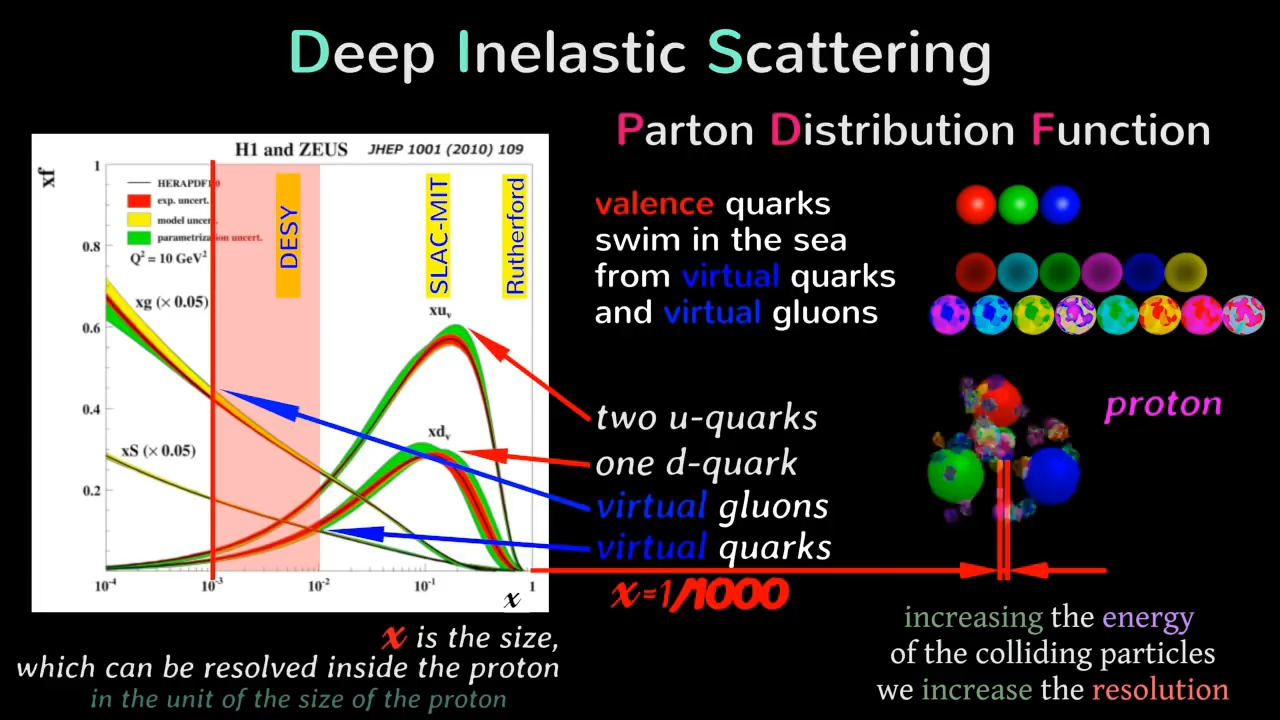 Deep Inelastic Scattering
Parton Distribution Function
H1 and ZEUS JHEP 1001 (2010) 109
xf
1
0.8
0.6
0.4
0.2
exp. uncert.
model uncert.
parametrization uncert.
Q² = 10 GeV²
DESY
SLAC-MIT
Rutherford
xg (× 0.05)
xS (× 0.05)
xuᵥ
xdᵥ
10⁻⁴ 10⁻³ 10⁻² 10⁻¹ 1
x
valence quarks
swim in the sea
from virtual quarks
and virtual gluons
proton
two u-quarks
one d-quark
virtual gluons
virtual quarks
x=1/1000
x is the size,
which can be resolved inside the proton
in the unit of the size of the proton
increasing the energy
of the colliding particles
we increase the resolution